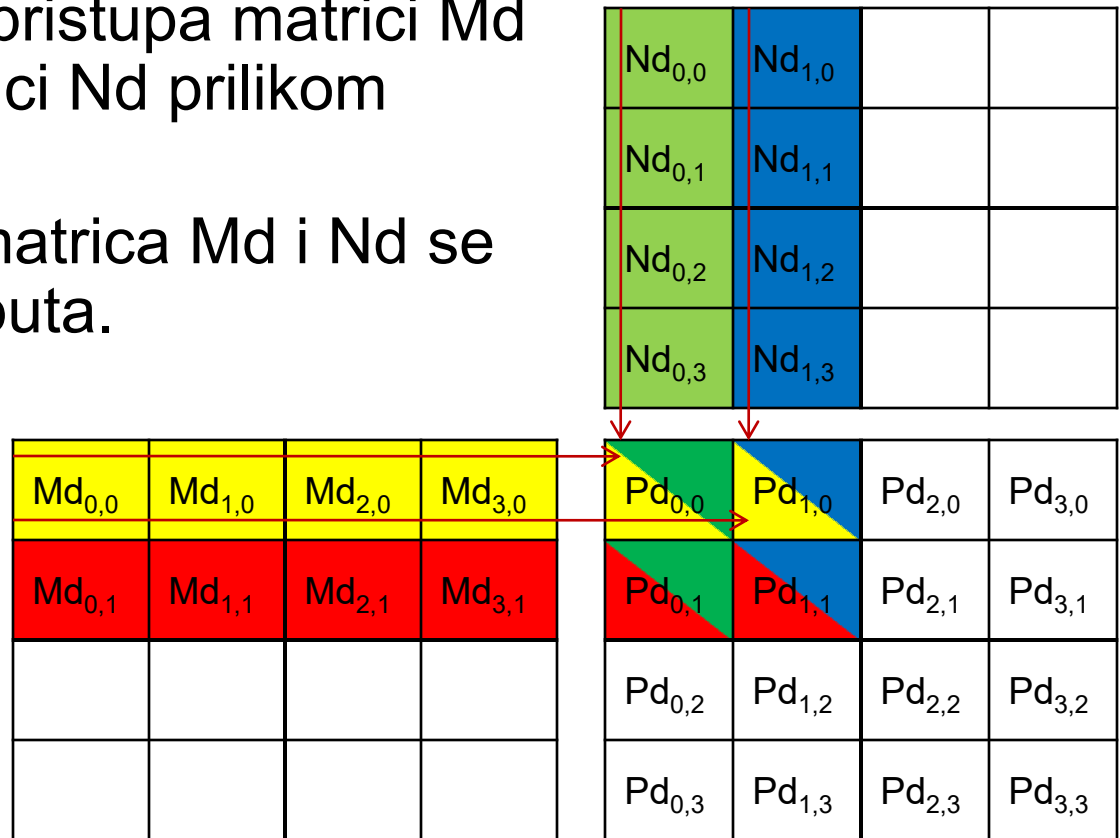 pristupa matrici Md
ci Nd prilikom
matrica Md i Nd se
puta.
Nd0,0 Nd1,0
Nd0,1 Nd1,1
Nd0,2 Nd1,2
Nd0,3 Nd1,3
Md0,0 Md1,0 Md2,0 Md3,0 Pd0,0 Pd1,0 Pd2,0 Pd3,0
Md0,1 Md1,1 Md2,1 Md3,1 Pd0,1 Pd1,1 Pd2,1 Pd3,1
Pd0,2 Pd1,2 Pd2,2 Pd3,2
Pd0,3 Pd1,3 Pd2,3 Pd3,3